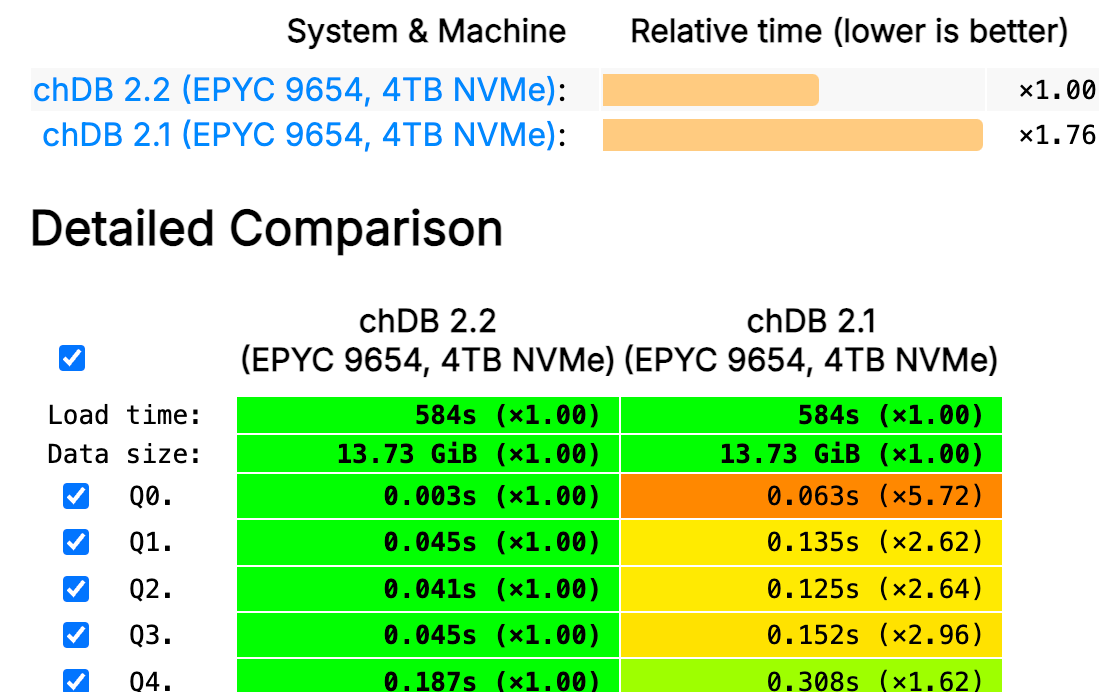 System & Machine Relative time (lower is better)
chDB 2.2 (EPYC 9654, 4TB NVMe): ×1.00
chDB 2.1 (EPYC 9654, 4TB NVMe): ×1.76
Detailed Comparison
chDB 2.2 chDB 2.1
(EPYC 9654, 4TB NVMe) (EPYC 9654, 4TB NVMe)
Load time: 584s (×1.00) 584s (×1.00)
Data size: 13.73 GiB (×1.00) 13.73 GiB (×1.00)
Q0. 0.003s (×1.00) 0.063s (×5.72)
Q1. 0.045s (×1.00) 0.135s (×2.62)
Q2. 0.041s (×1.00) 0.125s (×2.64)
Q3. 0.045s (×1.00) 0.152s (×2.96)
Q4. 0.187s (×1.00) 0.308s (×1.62)